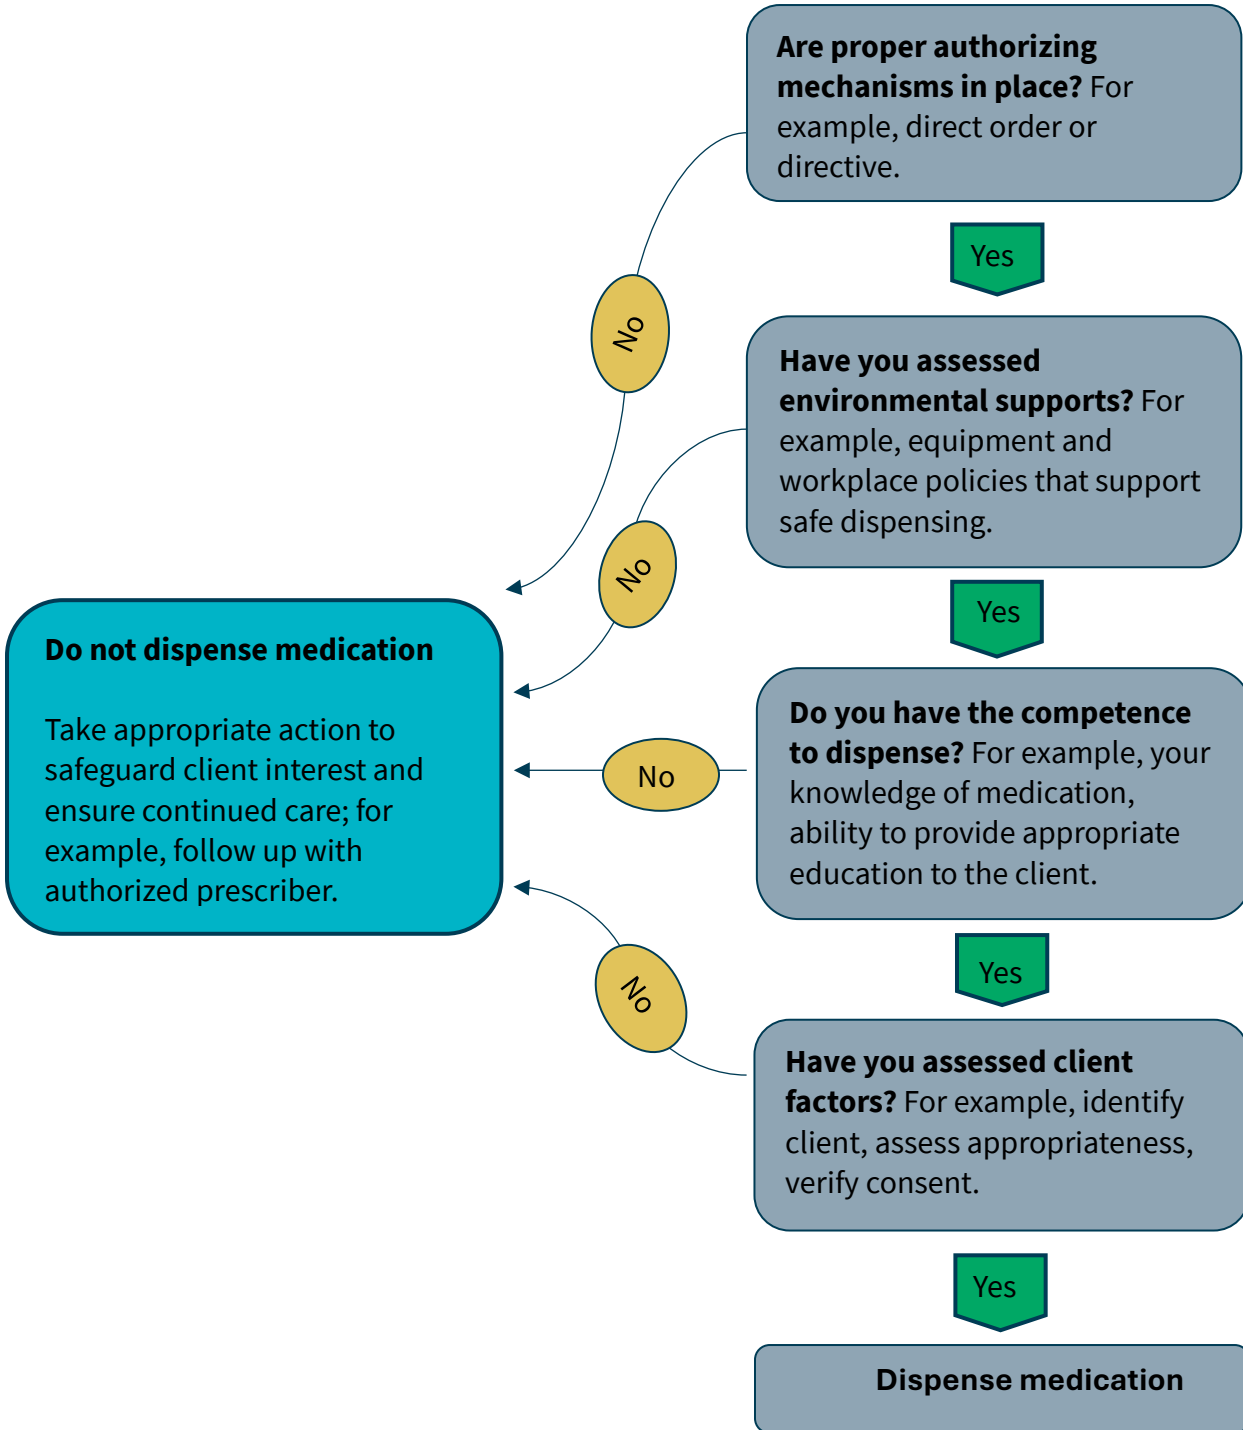 Are proper authorizing
mechanisms in place? For
example, direct order or
directive.
Yes
No
Have you assessed
environmental supports? For
example, equipment and
workplace policies that support
safe dispensing.
No
Yes
Do not dispense medication
Take appropriate action to
safeguard client interest and
ensure continued care; for
example, follow up with
authorized prescriber.
Do you have the competence
to dispense? For example, your
knowledge of medication,
ability to provide appropriate
education to the client.
No
Yes
No
Have you assessed client
factors? For example, identify
client, assess appropriateness,
verify consent.
Yes
Dispense medication